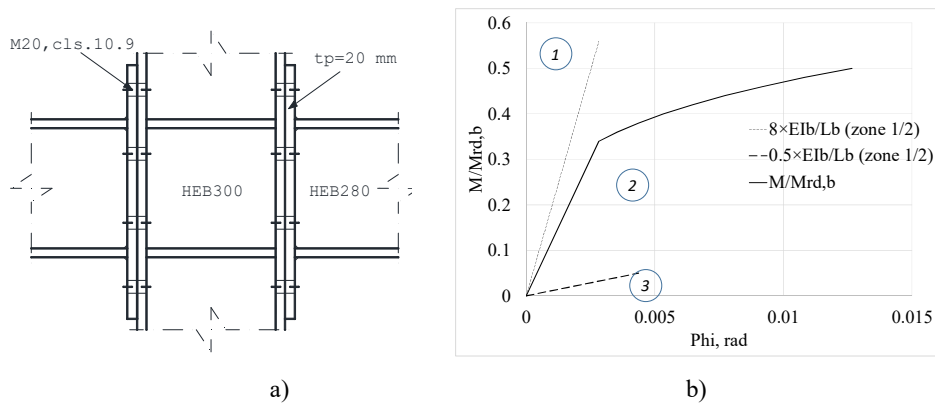 M20,cls.10.9
tp=20 mm
HEB300
HEB280
a)
M/Mrd,b
0.6
0.5
0.4
0.3
0.2
0.1
0
0
0.005
0.01
0.015
Phi, rad
1
2
3
8×EIb/Lb (zone 1/2)
0.5×EIb/Lb (zone 1/2)
M/Mrd,b
b)